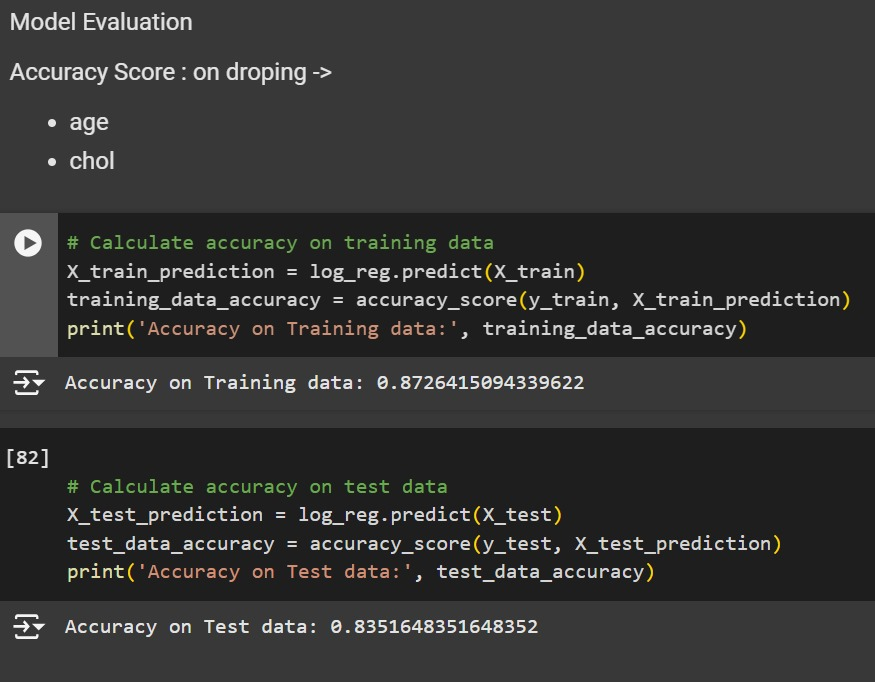 Model Evaluation
Accuracy Score : on droping ->
• age
• chol
# Calculate accuracy on training data
X_train_prediction = log_reg.predict(X_train)
training_data_accuracy = accuracy_score(y_train, X_train_prediction)
print('Accuracy on Training data:', training_data_accuracy)
Accuracy on Training data: 0.8726415094339622
[82]
# Calculate accuracy on test data
X_test_prediction = log_reg.predict(X_test)
test_data_accuracy = accuracy_score(y_test, X_test_prediction)
print('Accuracy on Test data:', test_data_accuracy)
Accuracy on Test data: 0.8351648351648352